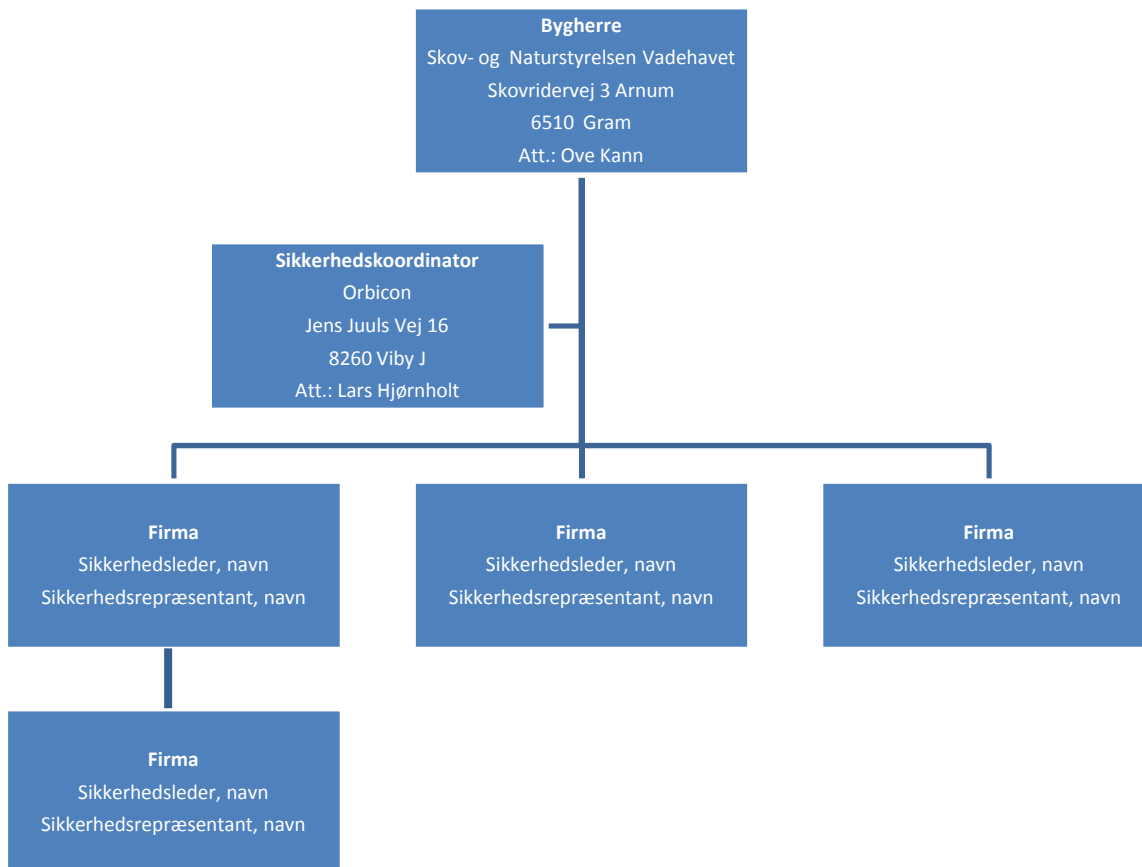 Bygherre
Skov- og Naturstyrelsen Vadehavet
Skovridervej 3 Arnum
6510 Gram
Att.: Ove Kann
Sikkerhedskoordinator
Orbicon
Jens Juuls Vej 16
8260 Viby J
Att.: Lars Hjørnholt
Firma
Sikkerhedsleder, navn
Sikkerhedsrepræsentant, navn
Firma
Sikkerhedsleder, navn
Sikkerhedsrepræsentant, navn
Firma
Sikkerhedsleder, navn
Sikkerhedsrepræsentant, navn
Firma
Sikkerhedsleder, navn
Sikkerhedsrepræsentant, navn